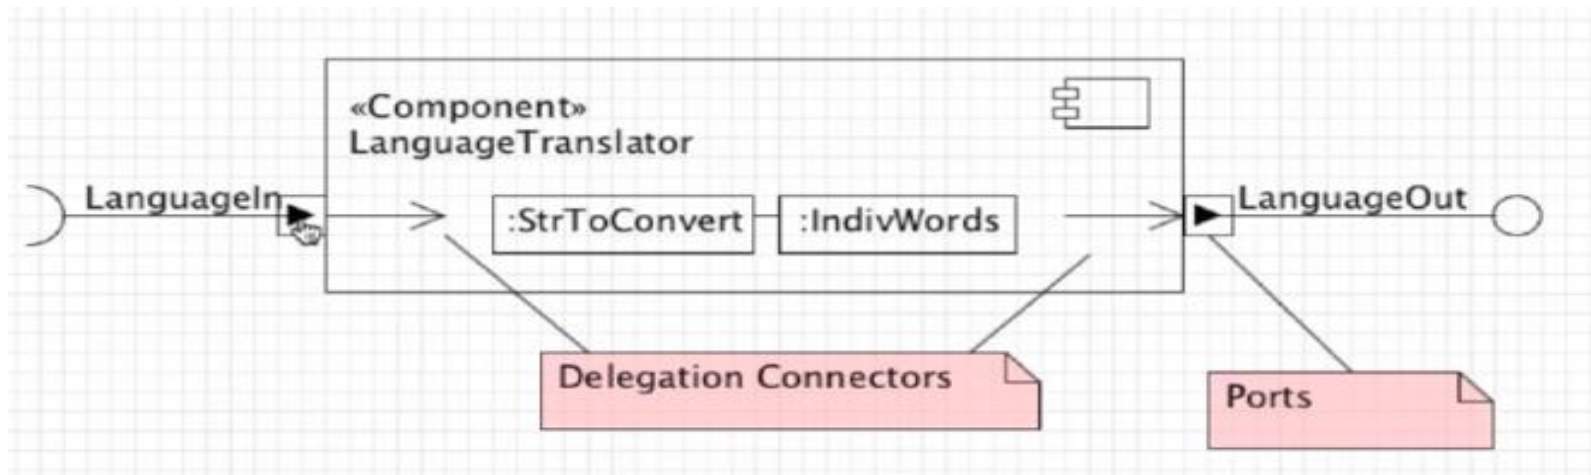 «Component»
LanguageTranslator
LanguageIn
:StrToConvert
:IndivWords
LanguageOut
Delegation Connectors
Ports